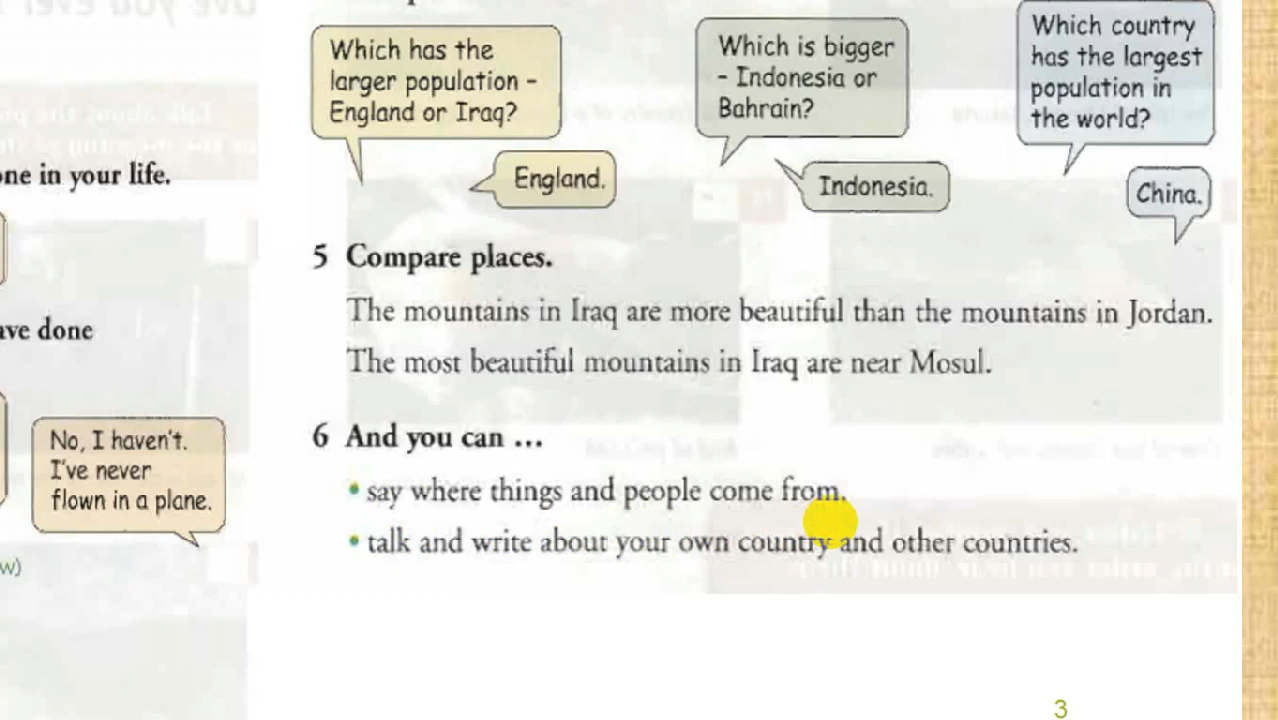 Which has the
larger population -
England or Iraq?
England.
Which is bigger
- Indonesia or
Bahrain?
Indonesia.
Which country
has the largest
population in
the world?
China.
one in your life.
ave done
No, I haven't.
I've never
flown in a plane.
w)
5 Compare places.
The mountains in Iraq are more beautiful than the mountains in Jordan.
The most beautiful mountains in Iraq are near Mosul.
6 And you can ...
• say where things and people come from.
• talk and write about your own country and other countries.
3